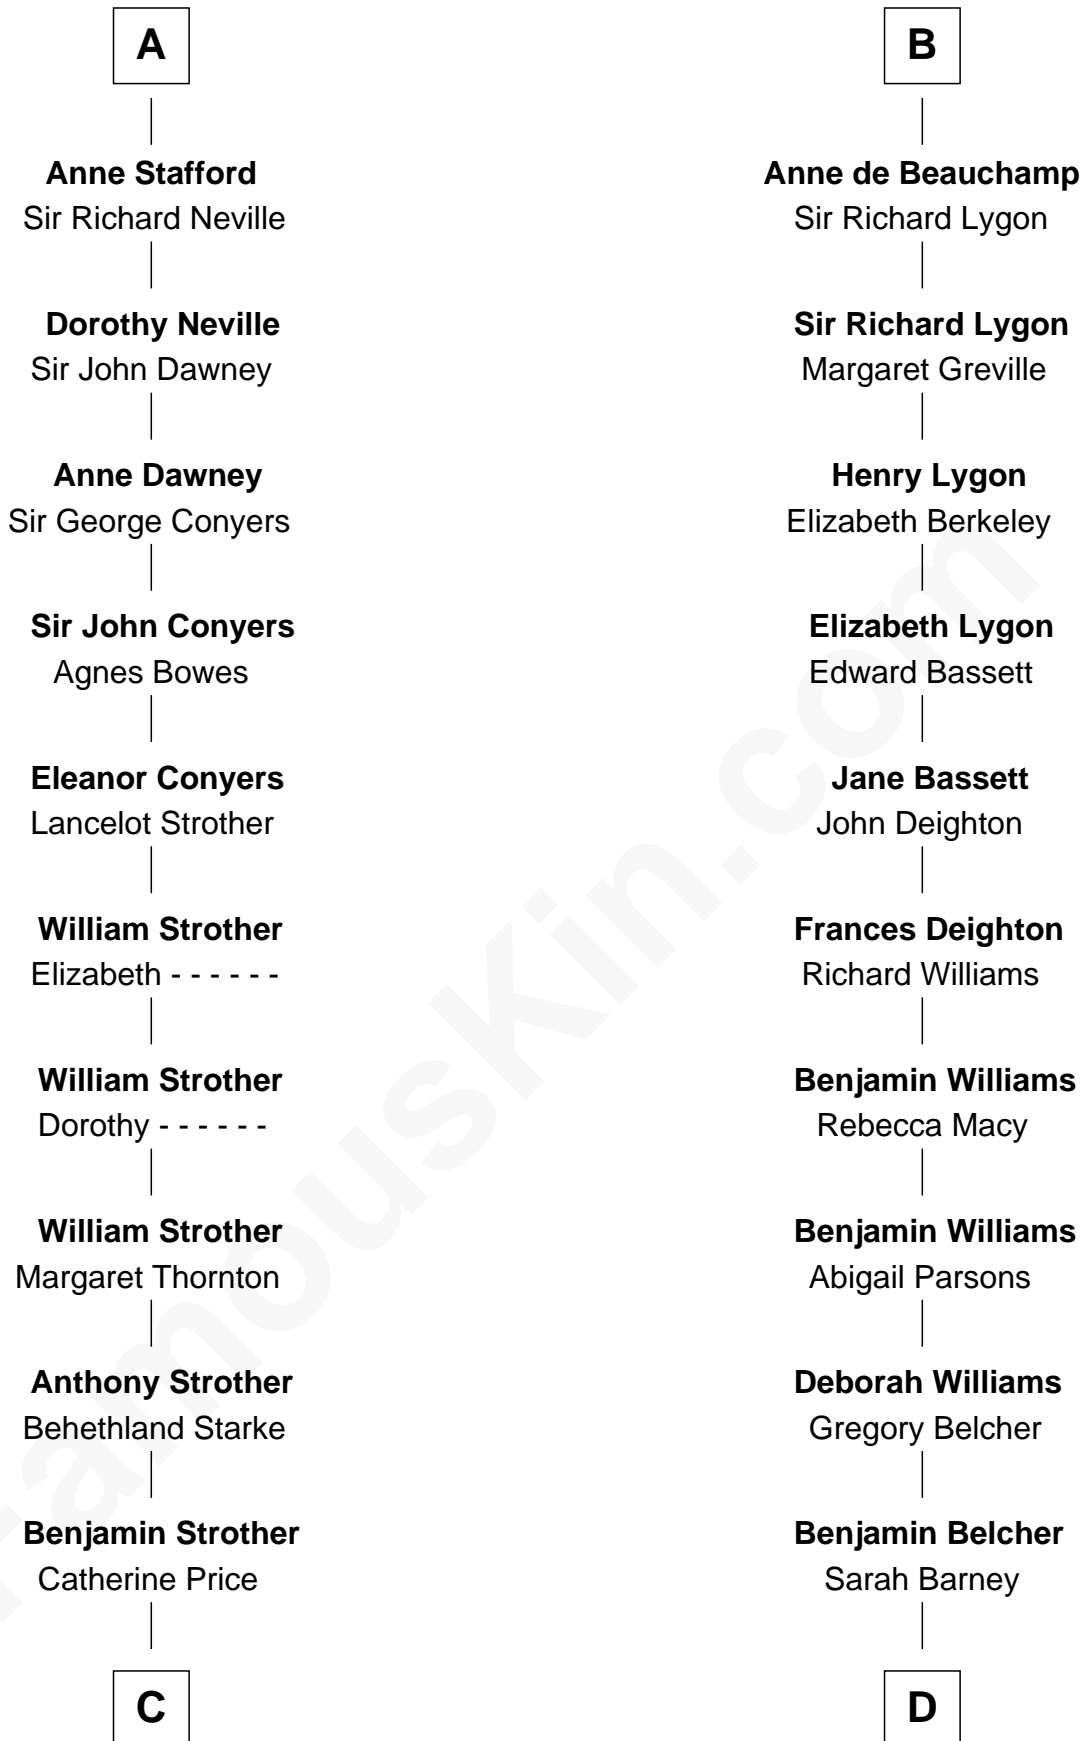 A
Anne Stafford
Sir Richard Neville
Dorothy Neville
Sir John Dawney
Anne Dawney
Sir George Conyers
Sir John Conyers
Agnes Bowes
Eleanor Conyers
Lancelot Strother
William Strother
Elizabeth - - - - - -
William Strother
Dorothy - - - - - -
William Strother
Margaret Thornton
Anthony Strother
Behethland Starke
Benjamin Strother
Catherine Price
C
B
Anne de Beauchamp
Sir Richard Lygon
Sir Richard Lygon
Margaret Greville
Henry Lygon
Elizabeth Berkeley
Elizabeth Lygon
Edward Bassett
Jane Bassett
John Deighton
Frances Deighton
Richard Williams
Benjamin Williams
Rebecca Macy
Benjamin Williams
Abigail Parsons
Deborah Williams
Gregory Belcher
Benjamin Belcher
Sarah Barney
D
FamousKin.com